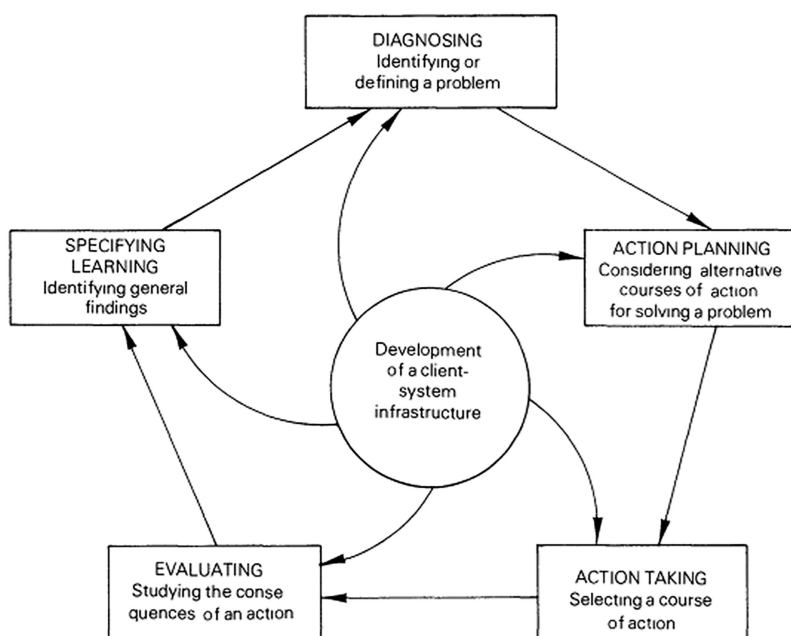 DIAGNOSING
Identifying or
defining a problem
SPECIFYING
LEARNING
Identifying general
findings
ACTION PLANNING
Considering alternative
courses of action
for solving a problem
Development
of a client-
system
infrastructure
EVALUATING
Studying the conse
quences of an action
ACTION TAKING
Selecting a course
of action